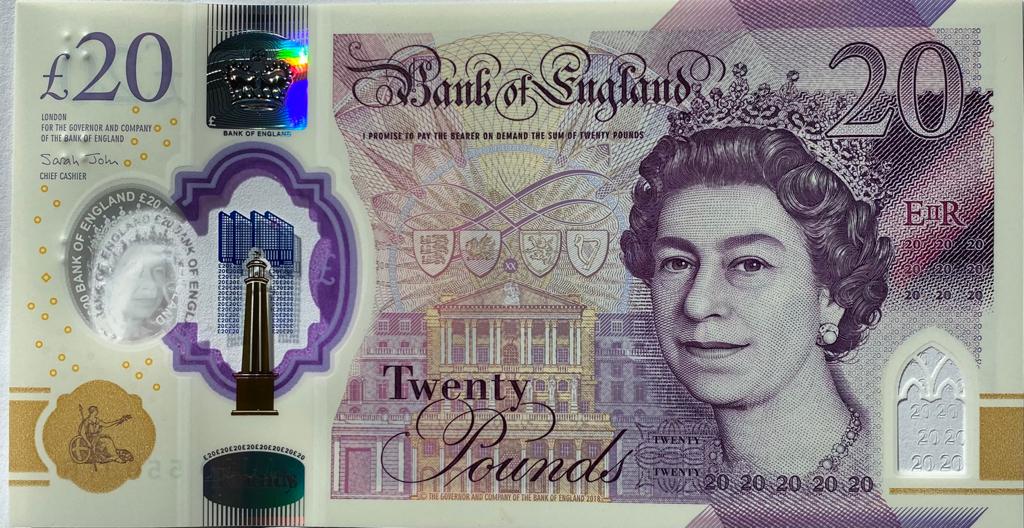 £20
LONDON
FOR THE GOVERNOR AND COMPANY
OF THE BANK OF ENGLAND
Sarah John
CHIEF CASHIER
£
BANK OF ENGLAND
Bank of England
I PROMISE TO PAY THE BEARER ON DEMAND THE SUM OF TWENTY POUNDS
20
EIIR
20 20 20
20 20 20
20 20 20
XX
BANK OF ENGLAND £20
Twenty
Pounds
TWENTY
TWENTY
20 20
20 20
20 20
20 20 20 20 20
£20£20£20£20£20£20£20£20
© THE GOVERNOR AND COMPANY OF THE BANK OF ENGLAND 2018